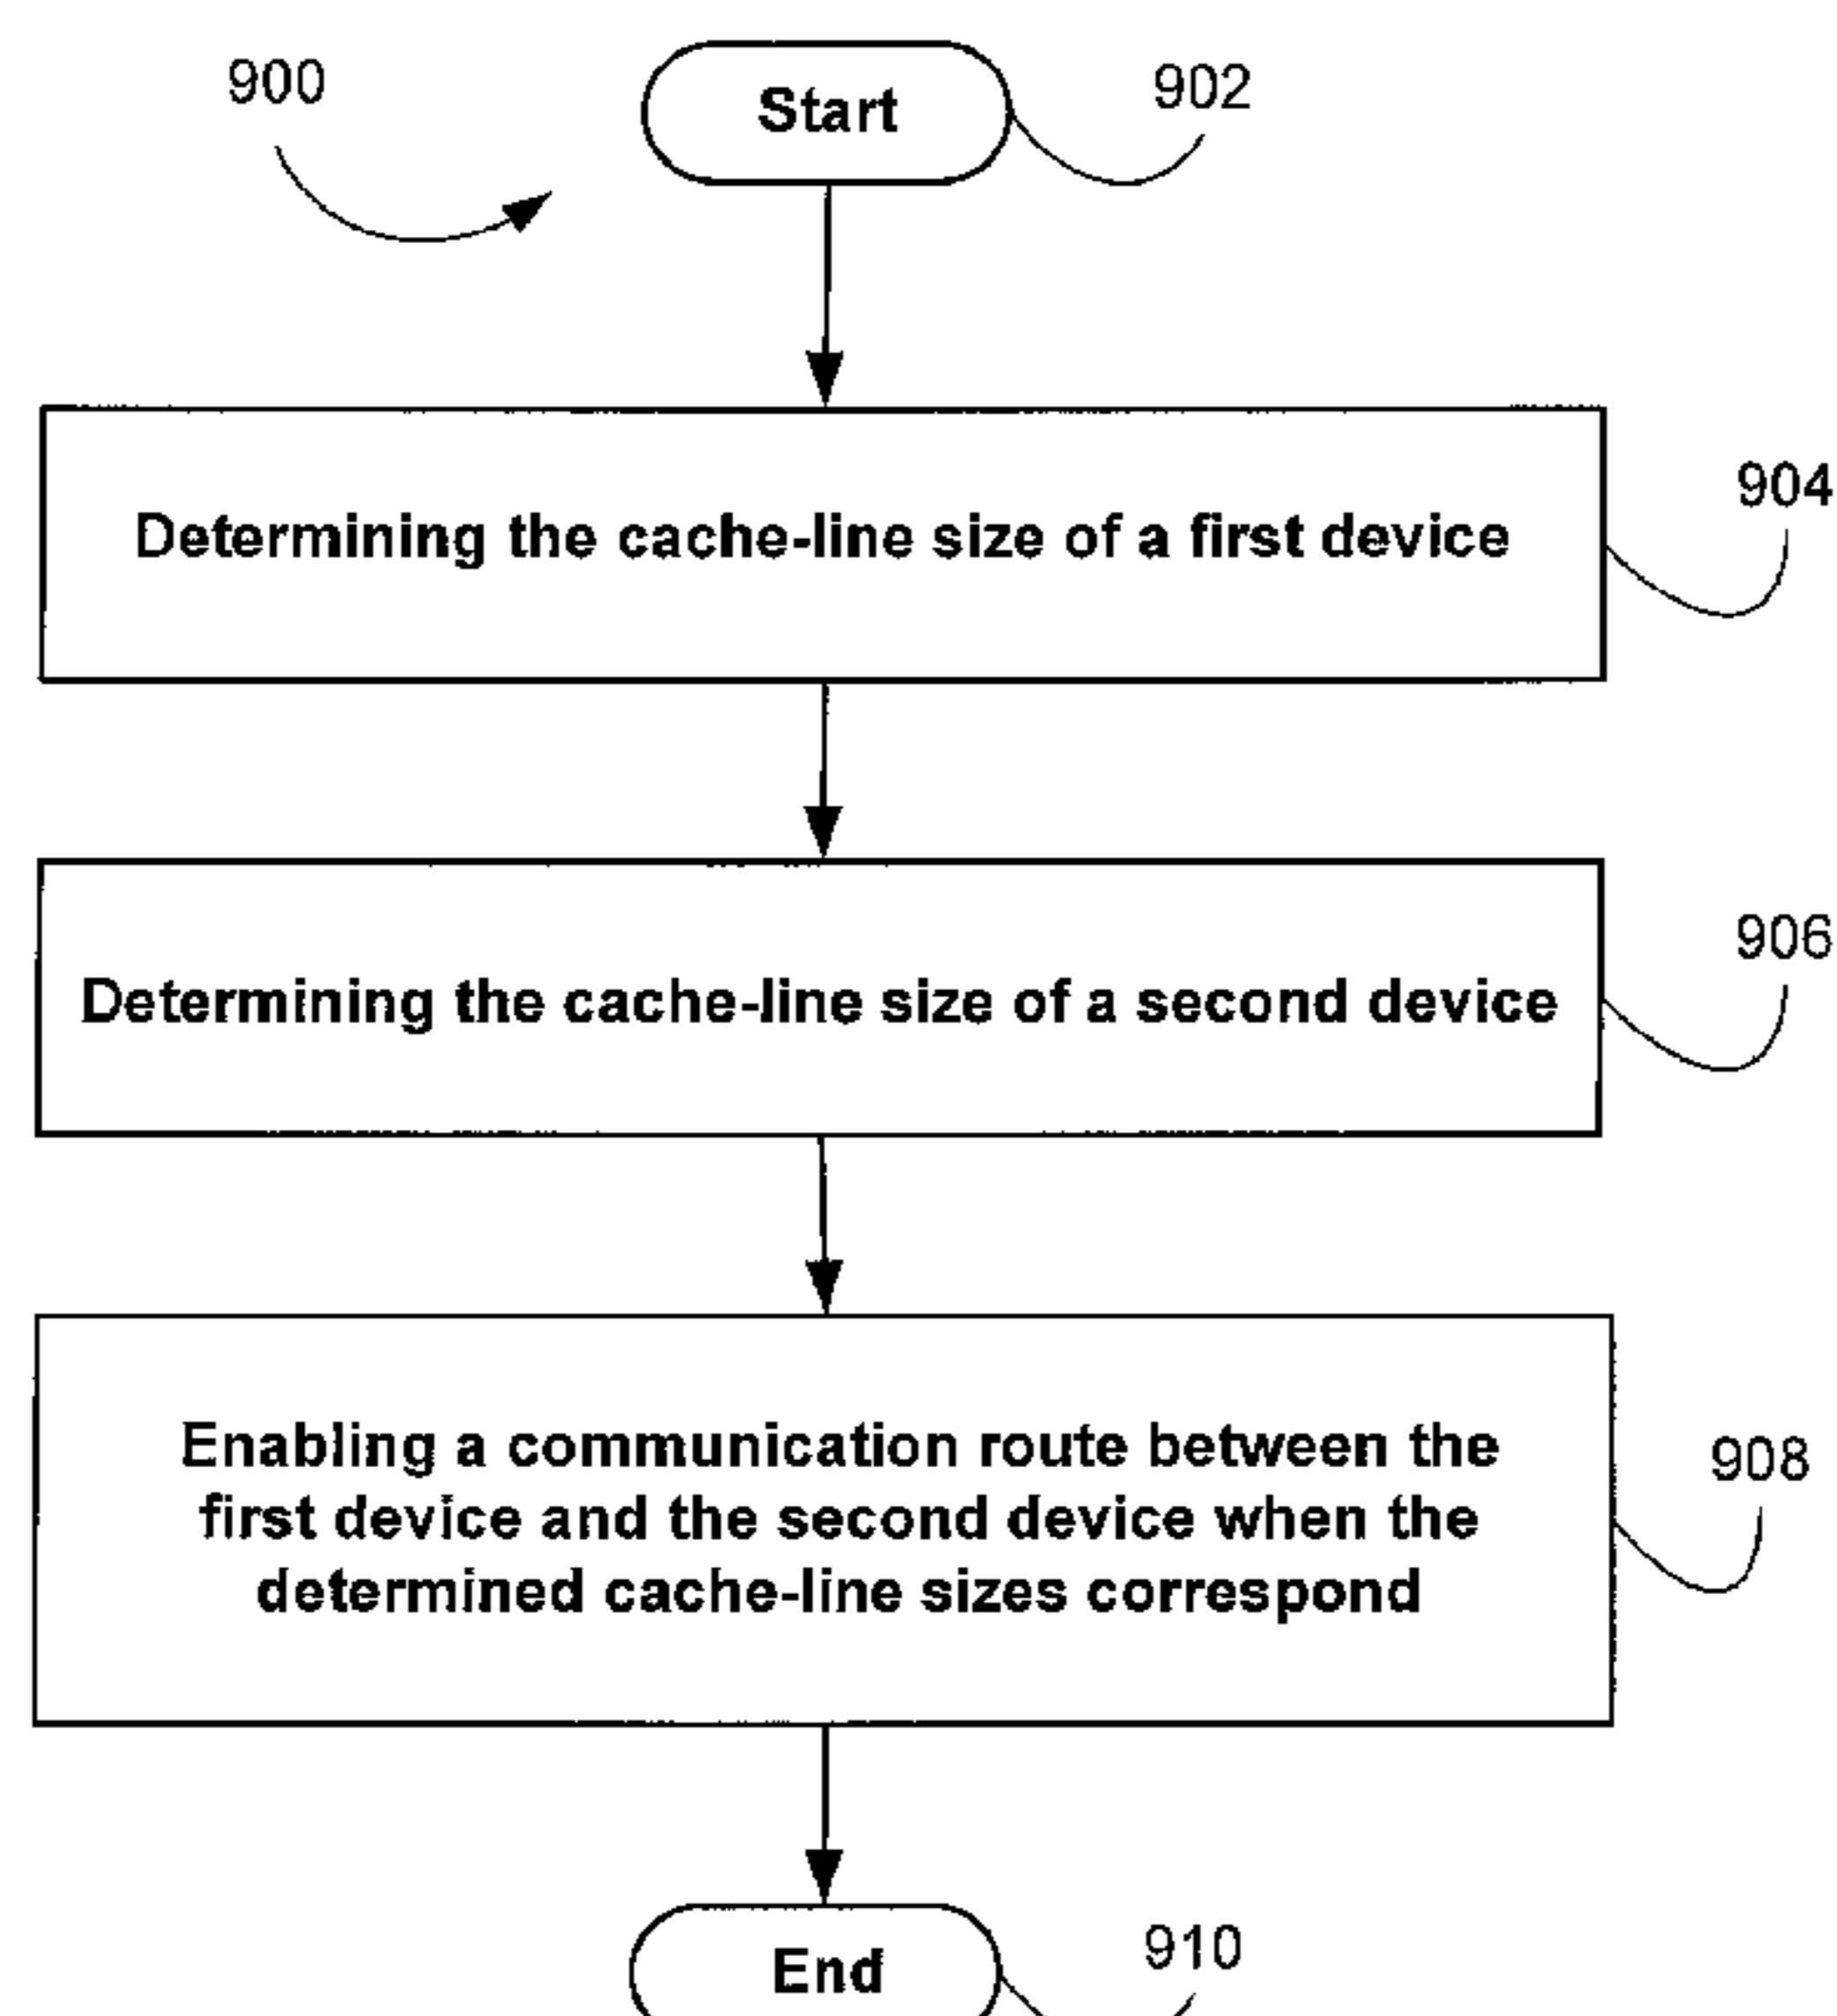 900
Start
902
Determining the cache-line size of a first device
904
Determining the cache-line size of a second device
906
Enabling a communication route between the
first device and the second device when the
determined cache-line sizes correspond
908
End
910